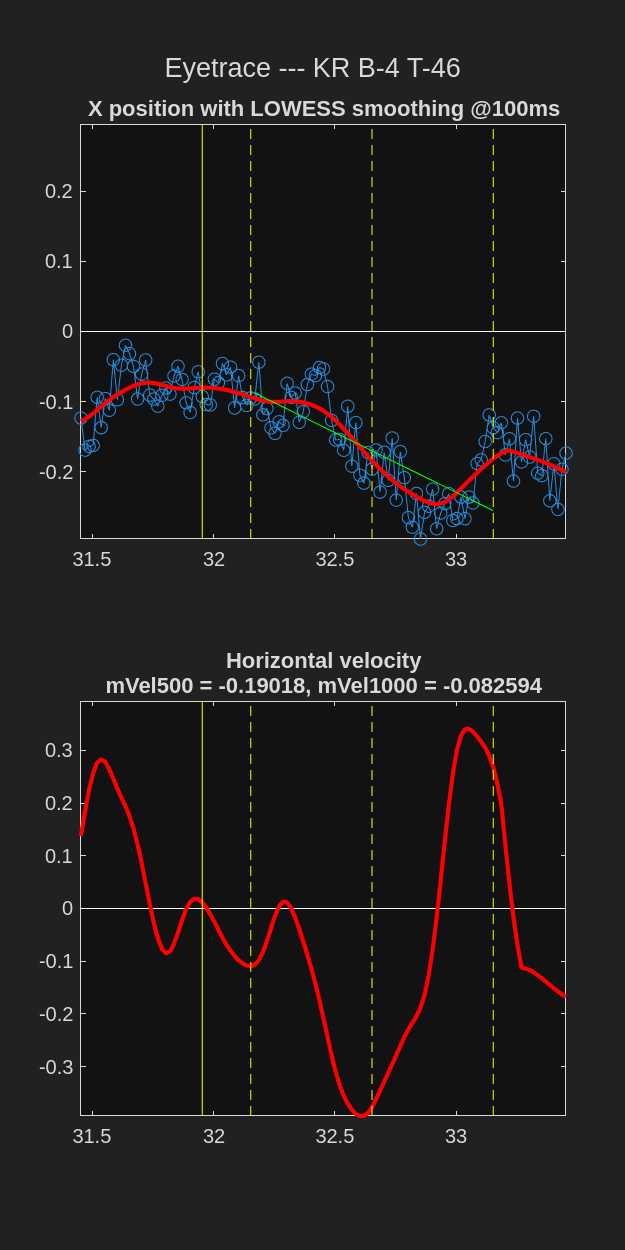 Eyetrace --- KR B-4 T-46
X position with LOWESS smoothing @100ms
0.2
0.1
0
-0.1
-0.2
31.5 32 32.5 33
Horizontal velocity
mVel500 = -0.19018, mVel1000 = -0.082594
0.3
0.2
0.1
0
-0.1
-0.2
-0.3
31.5 32 32.5 33